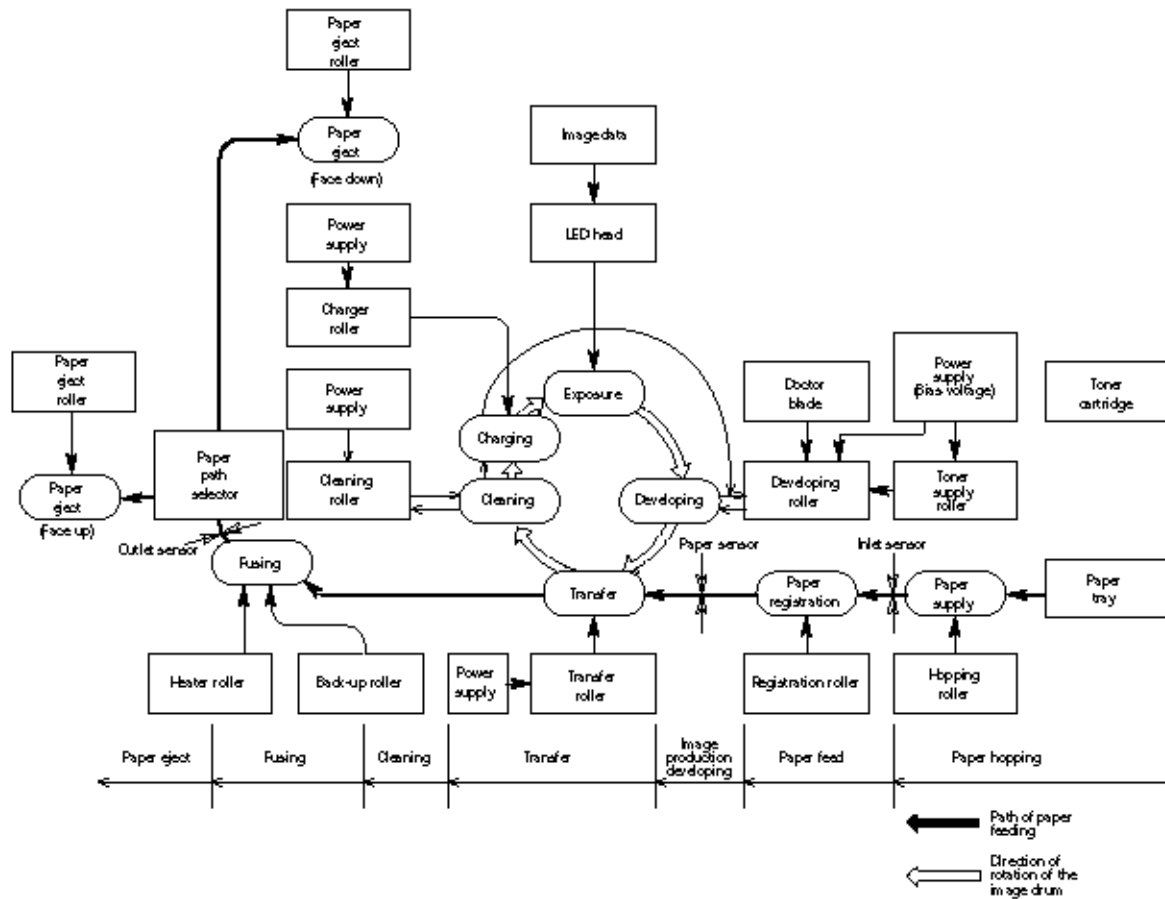 Paper
eject
roller
Paper
eject
(Face down)
Image data
LED head
Power
supply
Charger
roller
Paper
eject
roller
Power
supply
Exposure
Charging
Doctor
blade
Power
supply
(Bias voltage)
Toner
cartridge
Paper
path
selector
Paper
eject
(Face up)
Cleaning
roller
Cleaning
Developing
Developing
roller
Toner
supply
roller
Outlet sensor
Fusing
Paper sensor
Inlet sensor
Transfer
Paper
registration
Paper
supply
Paper
tray
Heater roller
Back-up roller
Power
supply
Transfer
roller
Registration roller
Hopping
roller
Paper eject
Fusing
Cleaning
Transfer
Image
production
developing
Paper feed
Paper hopping
Path of paper
feeding
Direction of
rotation of the
image drum